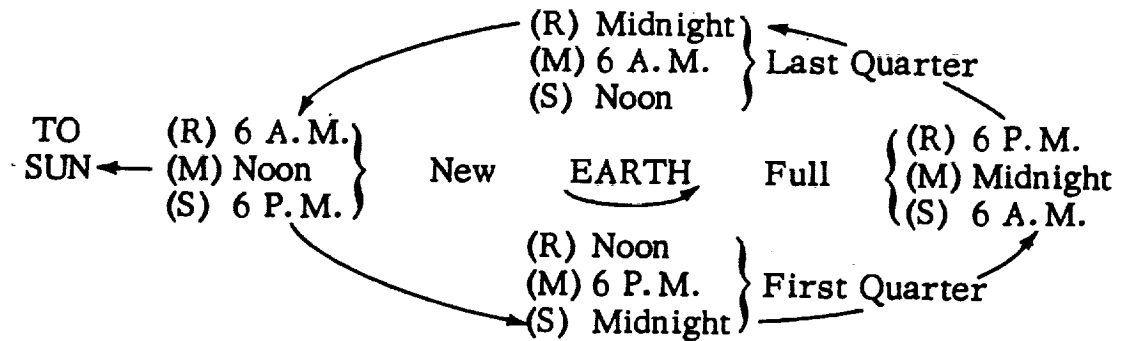 (R) Midnight
(M) 6 A.M.
(S) Noon
Last Quarter
TO
SUN
(R) 6 A.M.
(M) Noon
(S) 6 P.M.
New
EARTH
Full
(R) 6 P.M.
(M) Midnight
(S) 6 A.M.
(R) Noon
(M) 6 P.M.
(S) Midnight
First Quarter